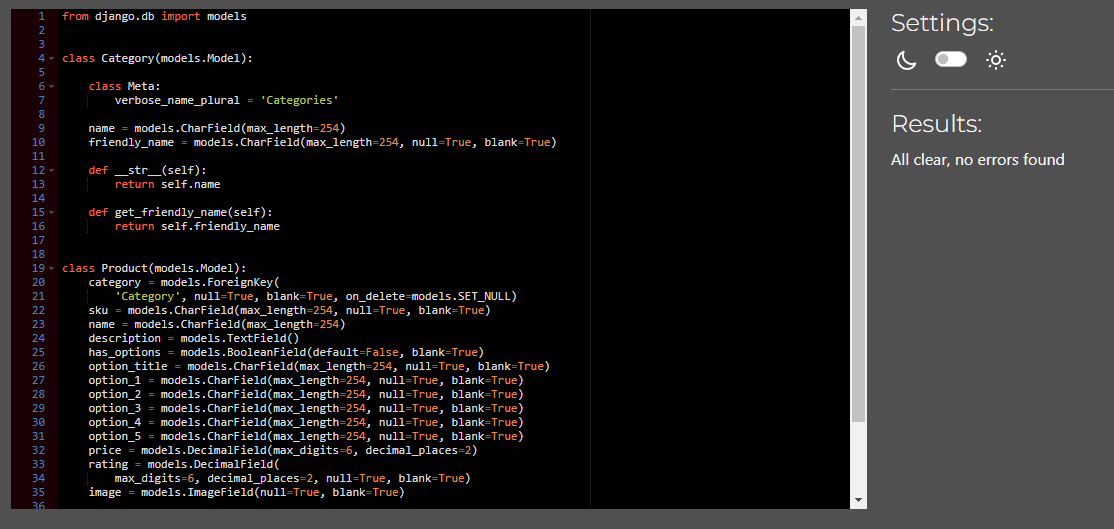 1 from django.db import models
2
3
4 class Category(models.Model):
5
6     class Meta:
7         verbose_name_plural = 'Categories'
8
9     name = models.CharField(max_length=254)
10     friendly_name = models.CharField(max_length=254, null=True, blank=True)
11
12     def __str__(self):
13         return self.name
14
15     def get_friendly_name(self):
16         return self.friendly_name
17
18
19 class Product(models.Model):
20     category = models.ForeignKey(
21         'Category', null=True, blank=True, on_delete=models.SET_NULL)
22     sku = models.CharField(max_length=254, null=True, blank=True)
23     name = models.CharField(max_length=254)
24     description = models.TextField()
25     has_options = models.BooleanField(default=False, blank=True)
26     option_title = models.CharField(max_length=254, null=True, blank=True)
27     option_1 = models.CharField(max_length=254, null=True, blank=True)
28     option_2 = models.CharField(max_length=254, null=True, blank=True)
29     option_3 = models.CharField(max_length=254, null=True, blank=True)
30     option_4 = models.CharField(max_length=254, null=True, blank=True)
31     option_5 = models.CharField(max_length=254, null=True, blank=True)
32     price = models.DecimalField(max_digits=6, decimal_places=2)
33     rating = models.DecimalField(
34         max_digits=6, decimal_places=2, null=True, blank=True)
35     image = models.ImageField(null=True, blank=True)
36
Settings:
Results:
All clear, no errors found